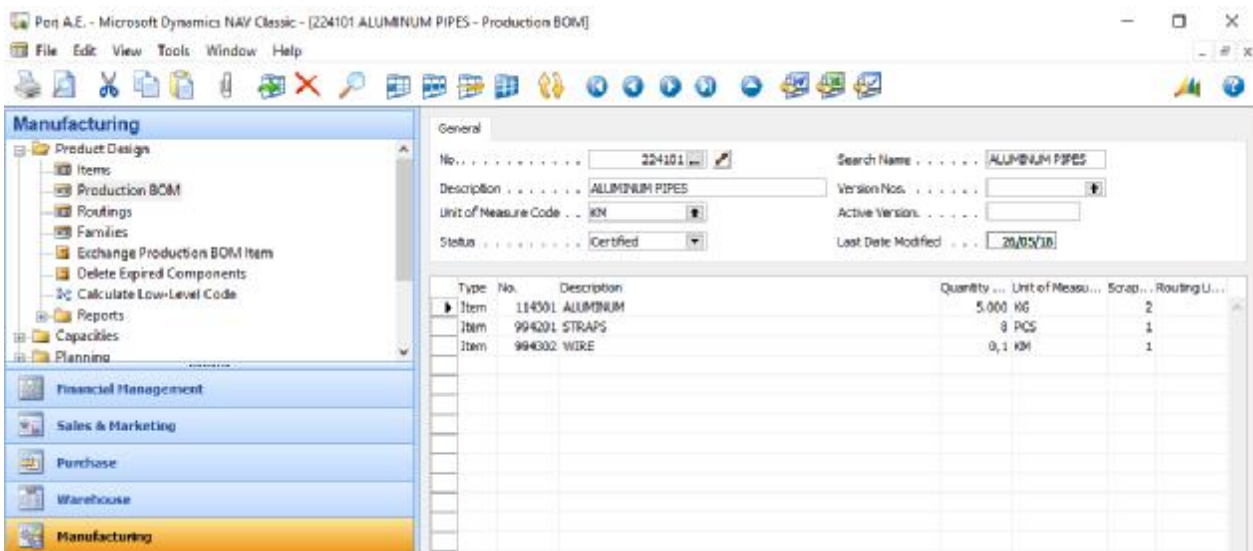 Pon A.E. - Microsoft Dynamics NAV Classic - [224101 ALUMINUM PIPES - Production BOM]
File Edit View Tools Window Help
Manufacturing
Product Design
Items
Production BOM
Routings
Families
Exchange Production BOM Item
Delete Expired Components
Calculate Low-Level Code
Reports
Capacities
Planning
Financial Management
Sales & Marketing
Purchase
Warehouse
Manufacturing
General
No. . . . . . . . . . . . 224101 ...
Description . . . . . . . ALUMINUM PIPES
Unit of Measure Code . . KM
Status . . . . . . . . . Certified
Search Name . . . . . . ALUMINUM PIPES
Version Nos. . . . . . .
Active Version. . . . . .
Last Date Modified . . . 26/05/18
Type No. Description Quantity ... Unit of Measu... Scrap... Routing Li...
Item ALUMINUM 5.000 KG 2
Item 994201 STRAPS 8 PCS 1
Item 994302 WIRE 0,1 KM 1